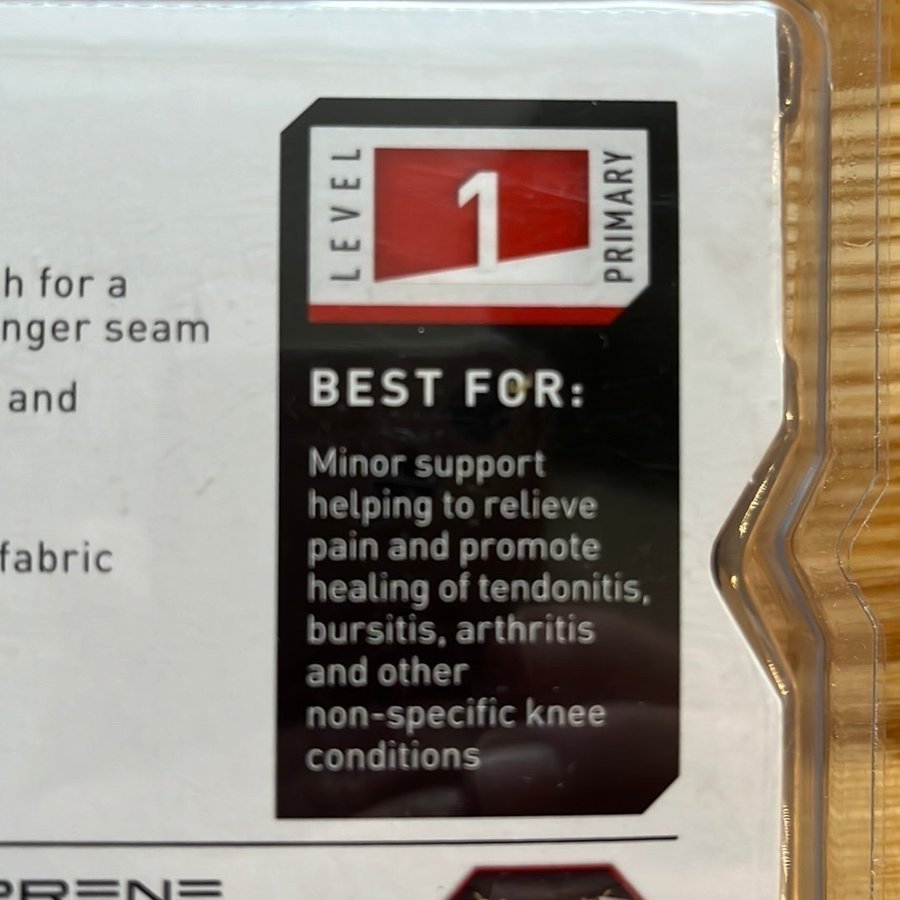 LEVEL
1
PRIMARY
h for a
nger seam
and
fabric
BEST FOR:
Minor support
helping to relieve
pain and promote
healing of tendonitis,
bursitis, arthritis
and other
non-specific knee
conditions
PRENE